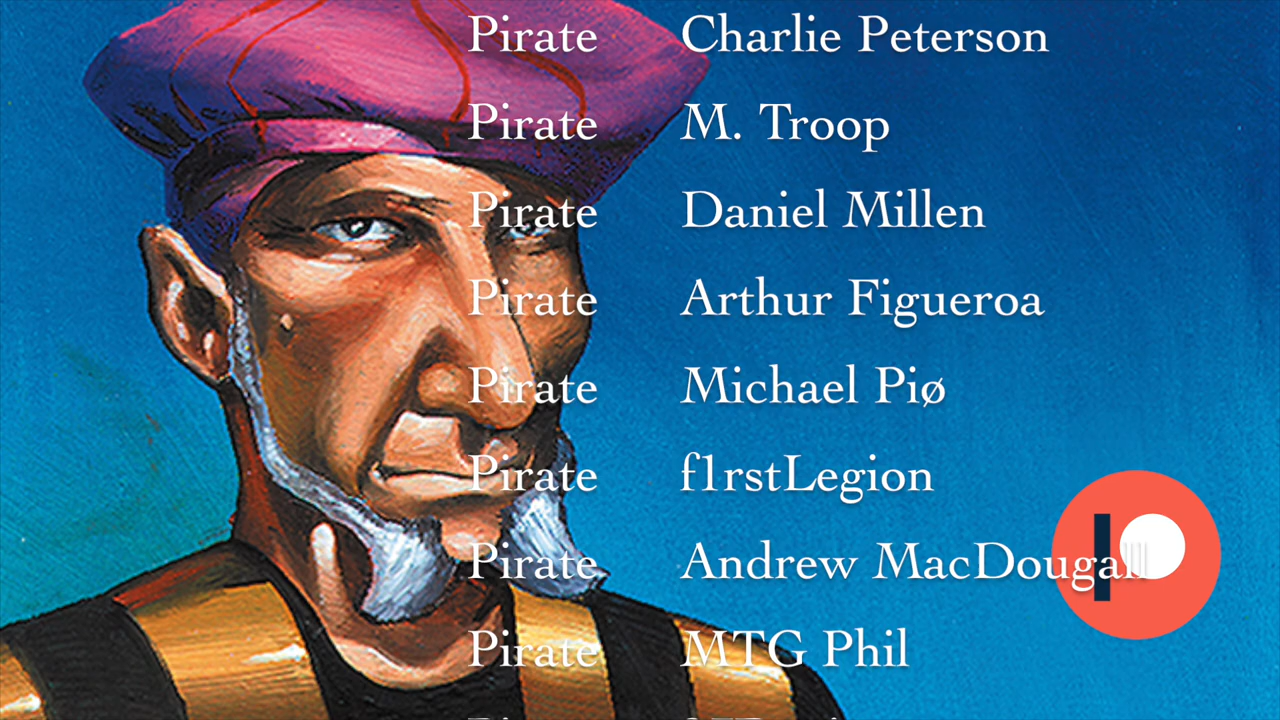 Pirate Charlie Peterson
Pirate M. Troop
Pirate Daniel Millen
Pirate Arthur Figueroa
Pirate Michael Piø
Pirate f1rstLegion
Pirate Andrew MacDougall
Pirate MTG Phil